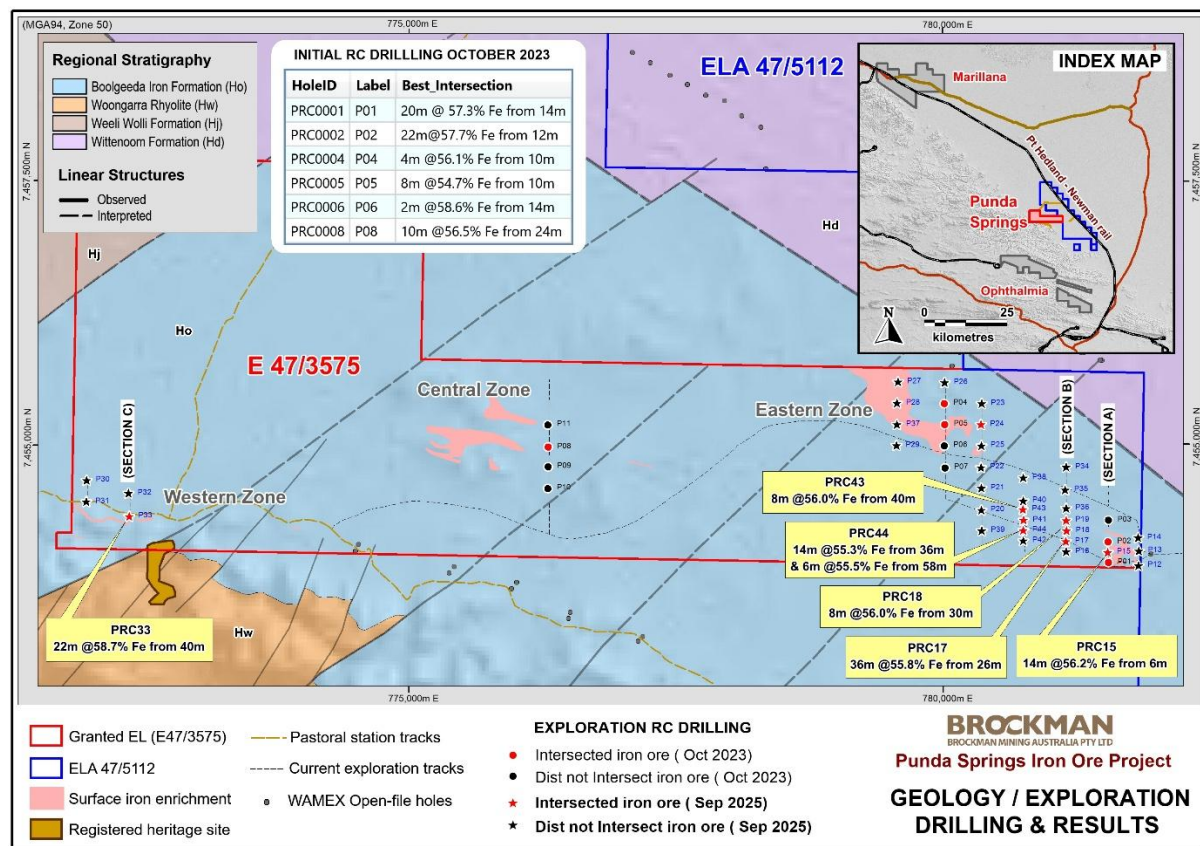 (MGA94, Zone 50)
775,000m E
780,000m E
7,457,500m N
7,457,500m N
7,455,000m N
7,455,000m N
775,000m E
780,000m E
Regional Stratigraphy
Boolgeeda Iron Formation (Ho)
Woongarra Rhyolite (Hw)
Weeli Wolli Formation (Hj)
Wittenoom Formation (Hd)
Linear Structures
Observed
Interpreted
INITIAL RC DRILLLING OCTOBER 2023
HoleID Label Best_Intersection
PRC0001 P01 20m @ 57.3% Fe from 14m
PRC0002 P02 22m@57.7% Fe from 12m
PRC0004 P04 4m @56.1% Fe from 10m
PRC0005 P05 8m @54.7% Fe from 10m
PRC0006 P06 2m @58.6% Fe from 14m
PRC0008 P08 10m @56.5% Fe from 24m
ELA 47/5112
INDEX MAP
Marillana
Pt Hedland - Newman rail
Punda
Springs
Ophthalmia
N
0 25
kilometres
Hj
Ho
Hd
Hw
E 47/3575
Central Zone
Eastern Zone
Western Zone
(SECTION C)
(SECTION B)
(SECTION A)
P30
P31
P32
P33
P11
P08
P09
P10
P27
P28
P37
P29
P26
P04
P05
P06
P07
P23
P24
P25
P22
P21
P20
P39
P38
P40
P43
P41
P44
P42
P34
P35
P36
P19
P18
P17
P16
P03
P02
P15
P01
P14
P13
P12
PRC43
8m @56.0% Fe from 40m
PRC44
14m @55.3% Fe from 36m
& 6m @55.5% Fe from 58m
PRC18
8m @56.0% Fe from 30m
PRC17
36m @55.8% Fe from 26m
PRC15
14m @56.2% Fe from 6m
PRC33
22m @58.7% Fe from 40m
Granted EL (E47/3575)
ELA 47/5112
Surface iron enrichment
Registered heritage site
Pastoral station tracks
Current exploration tracks
WAMEX Open-file holes
EXPLORATION RC DRILLING
Intersected iron ore ( Oct 2023)
Dist not Intersect iron ore ( Oct 2023)
Intersected iron ore ( Sep 2025)
Dist not Intersect iron ore ( Sep 2025)
BROCKMAN
BROCKMAN MINING AUSTRALIA PTY LTD
Punda Springs Iron Ore Project
GEOLOGY / EXPLORATION
DRILLING & RESULTS